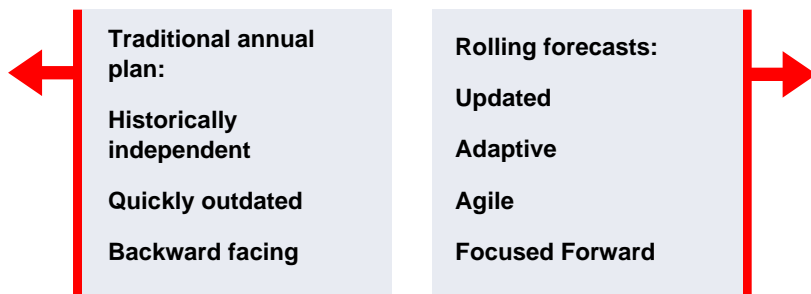 Traditional annual
plan:
Historically
independent
Quickly outdated
Backward facing
Rolling forecasts:
Updated
Adaptive
Agile
Focused Forward